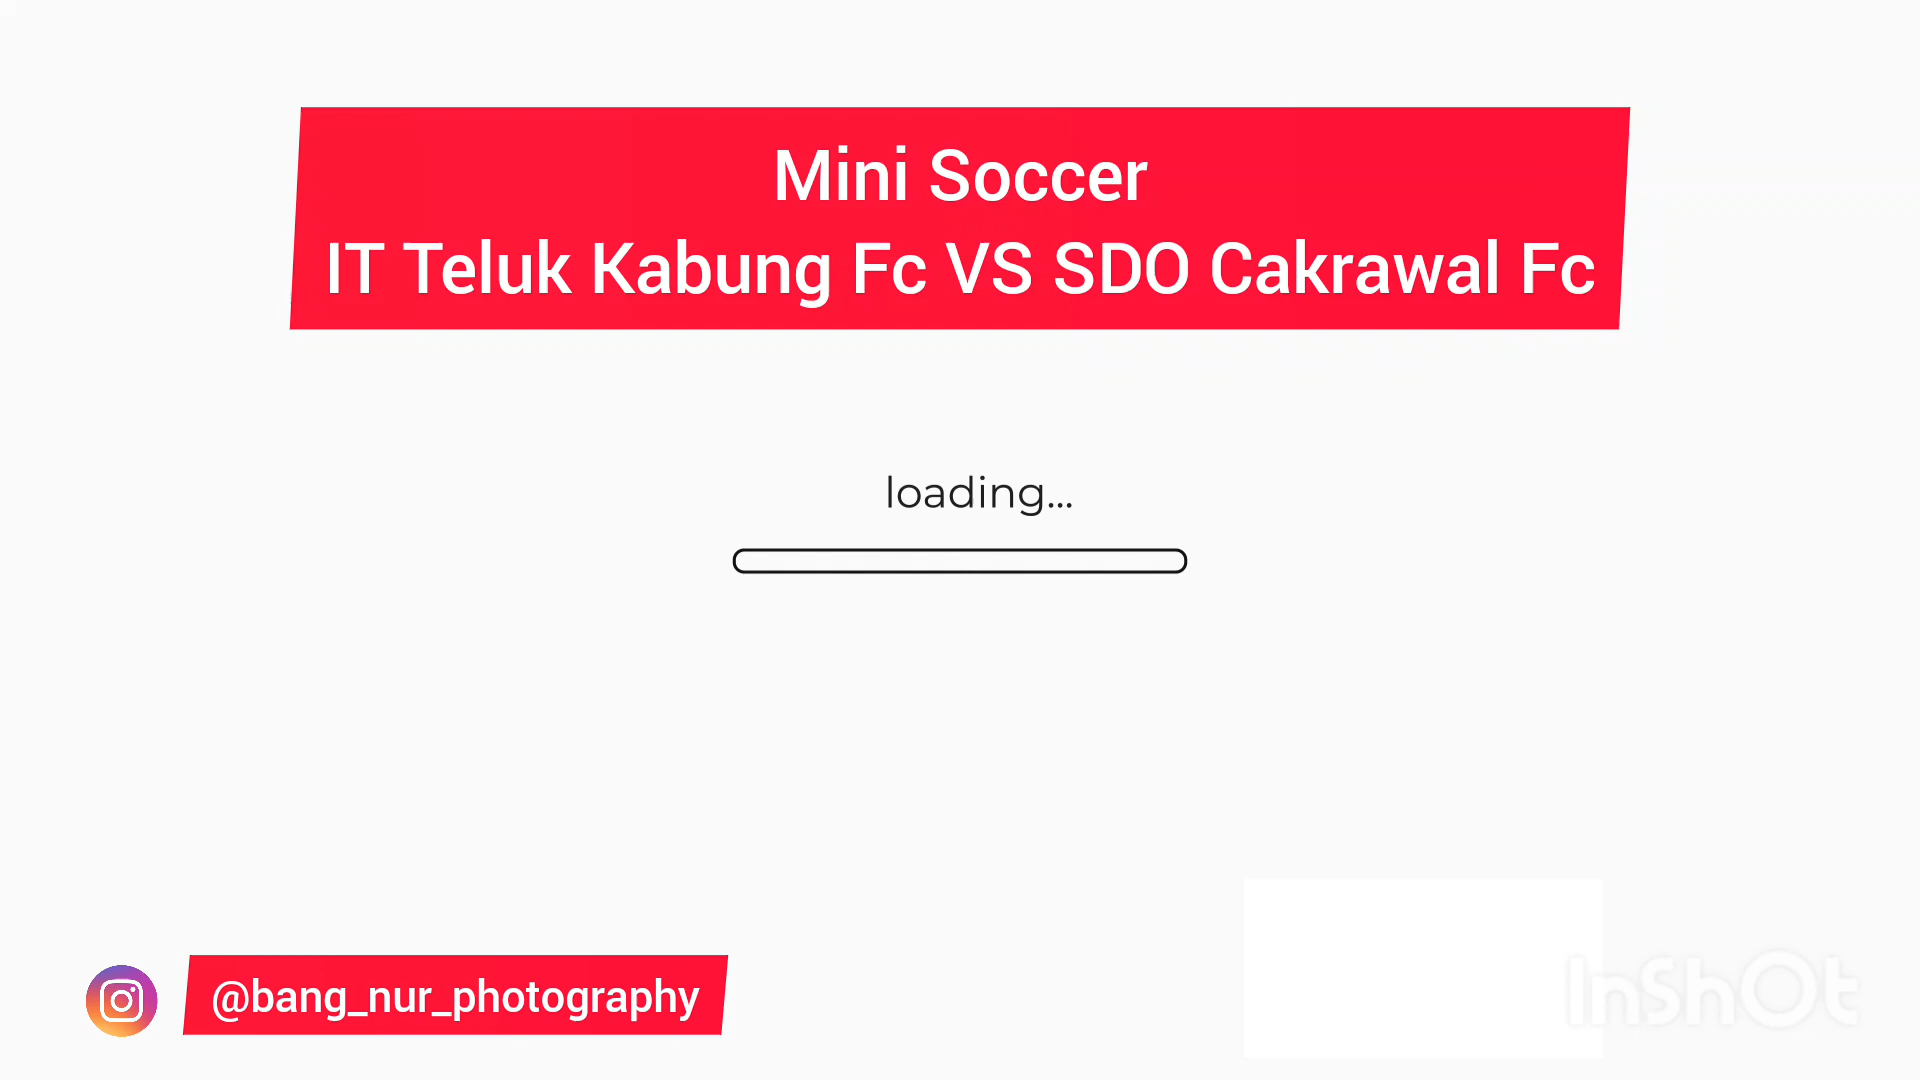 Mini Soccer
IT Teluk Kabung Fc VS SDO Cakrawal Fc
loading...
@bang_nur_photography
InShOt